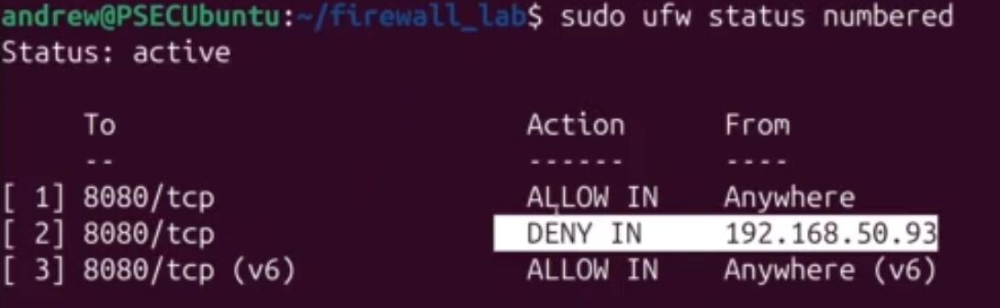 andrew@PSECUbuntu:~/firewall_lab$ sudo ufw status numbered
Status: active
To Action From
-- ------ ----
[ 1] 8080/tcp ALLOW IN Anywhere
[ 2] 8080/tcp DENY IN 192.168.50.93
[ 3] 8080/tcp (v6) ALLOW IN Anywhere (v6)